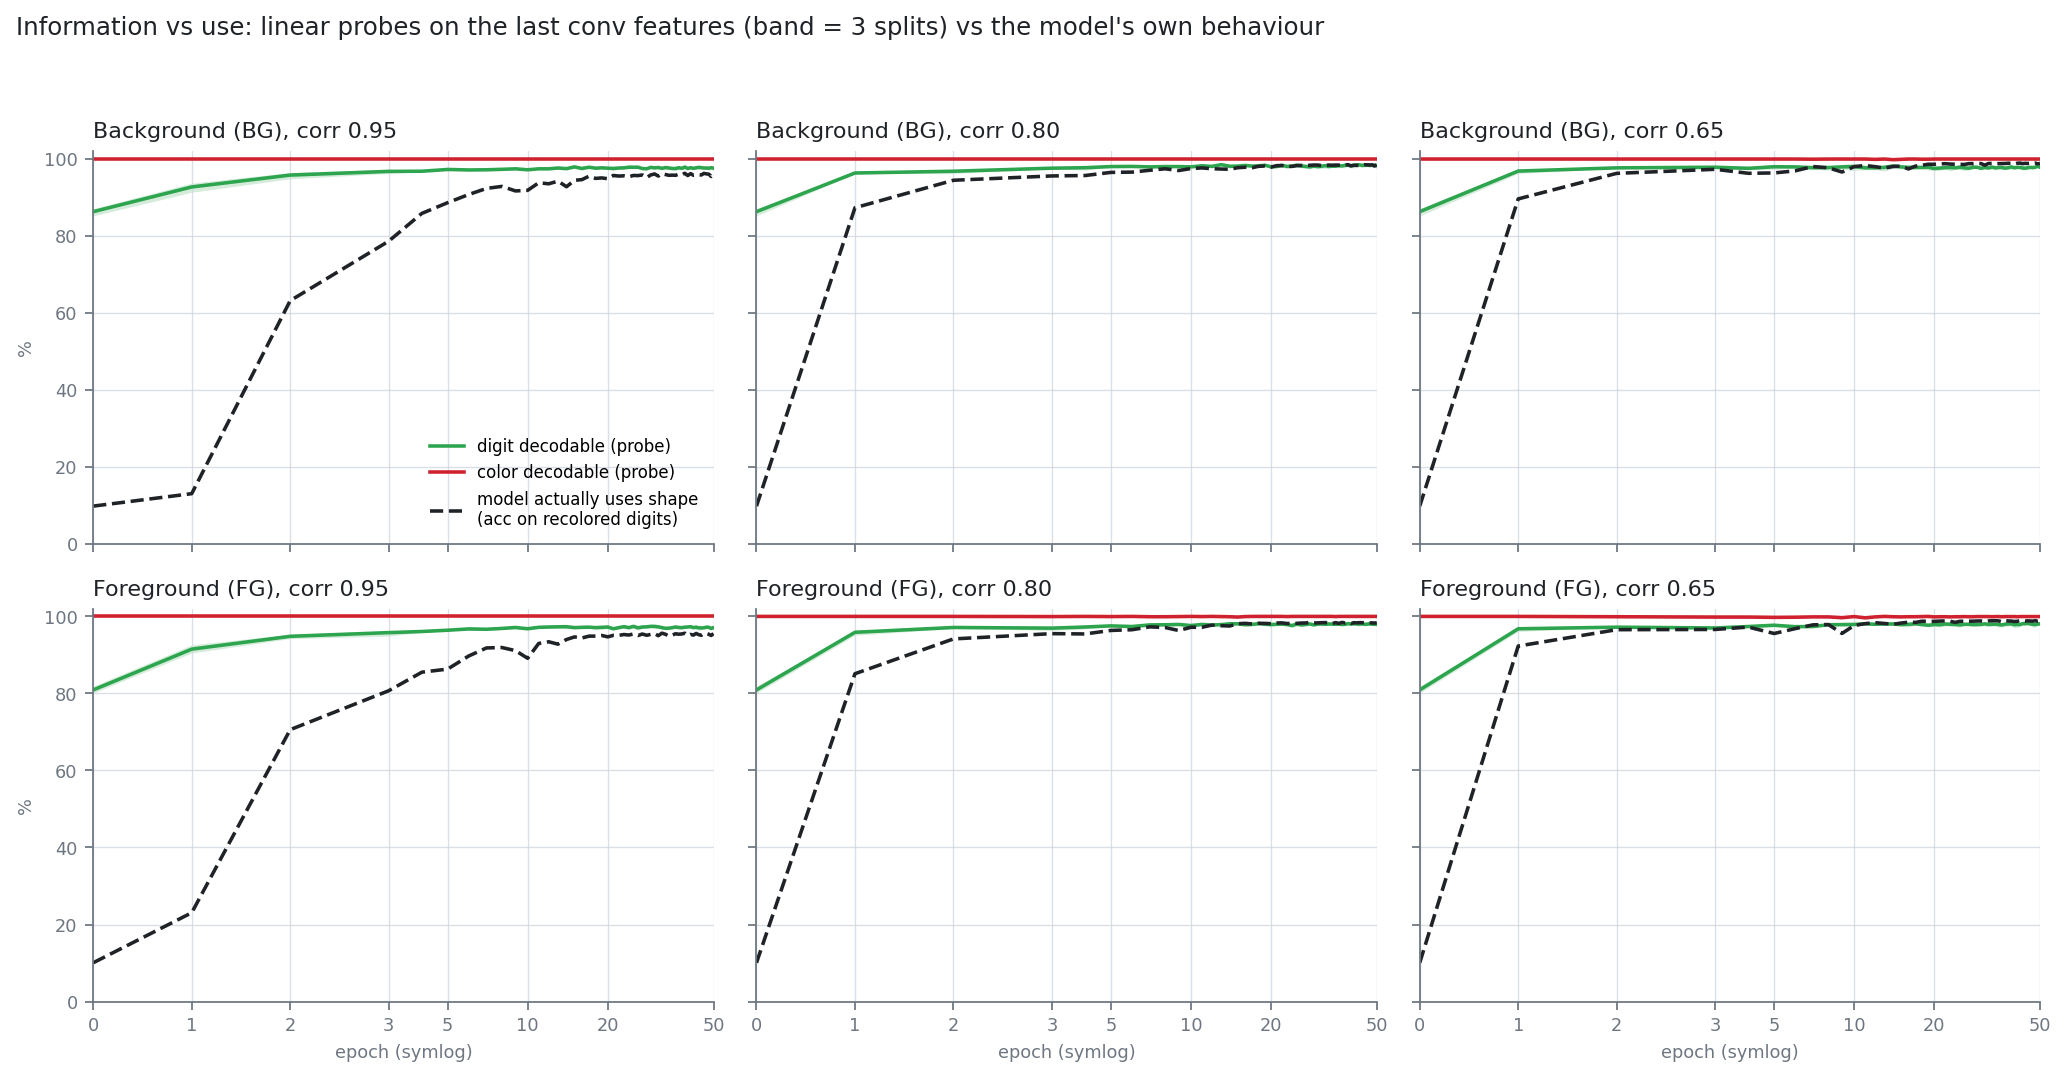 Information vs use: linear probes on the last conv features (band = 3 splits) vs the model's own behaviour
Background (BG), corr 0.95
Background (BG), corr 0.80
Background (BG), corr 0.65
100
80
60
40
20
0
%
digit decodable (probe)
color decodable (probe)
model actually uses shape
(acc on recolored digits)
Foreground (FG), corr 0.95
Foreground (FG), corr 0.80
Foreground (FG), corr 0.65
100
80
60
40
20
0
%
0 1 2 3 5 10 20 50
0 1 2 3 5 10 20 50
0 1 2 3 5 10 20 50
epoch (symlog)
epoch (symlog)
epoch (symlog)